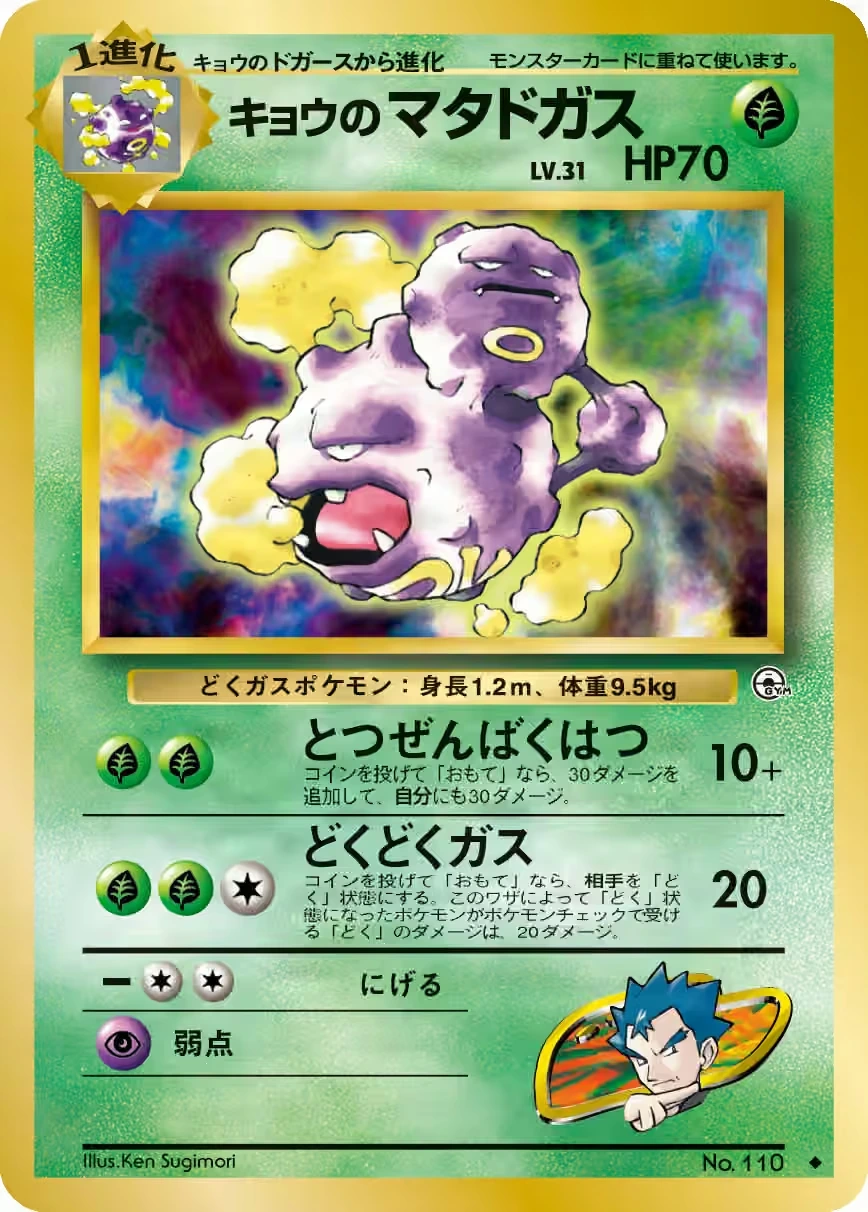 1進化
キョウのドガースから進化
モンスターカードに重ねて使います。
キョウのマタドガス
LV.31 HP70
どくガスポケモン：身長1.2m、体重9.5kg
GYM
とつぜんばくはつ
10+
コインを投げて「おもて」なら、30ダメージを
追加して、自分にも30ダメージ。
どくどくガス
20
コインを投げて「おもて」なら、相手を「ど
く」状態にする。このワザによって「どく」状
態になったポケモンがポケモンチェックで受け
る「どく」のダメージは、20ダメージ。
にげる
弱点
Illus.Ken Sugimori
No. 110